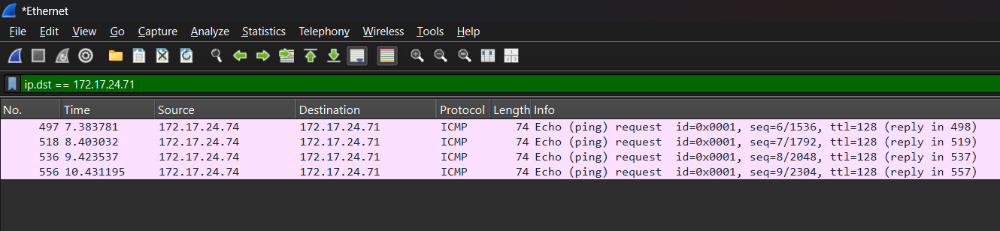 *Ethernet
File Edit View Go Capture Analyze Statistics Telephony Wireless Tools Help
ip.dst == 172.17.24.71
No. Time Source Destination Protocol Length Info
497 7.383781 172.17.24.74 172.17.24.71 ICMP 74 Echo (ping) request id=0x0001, seq=6/1536, ttl=128 (reply in 498)
518 8.403032 172.17.24.74 172.17.24.71 ICMP 74 Echo (ping) request id=0x0001, seq=7/1792, ttl=128 (reply in 519)
536 9.423537 172.17.24.74 172.17.24.71 ICMP 74 Echo (ping) request id=0x0001, seq=8/2048, ttl=128 (reply in 537)
556 10.431195 172.17.24.74 172.17.24.71 ICMP 74 Echo (ping) request id=0x0001, seq=9/2304, ttl=128 (reply in 557)